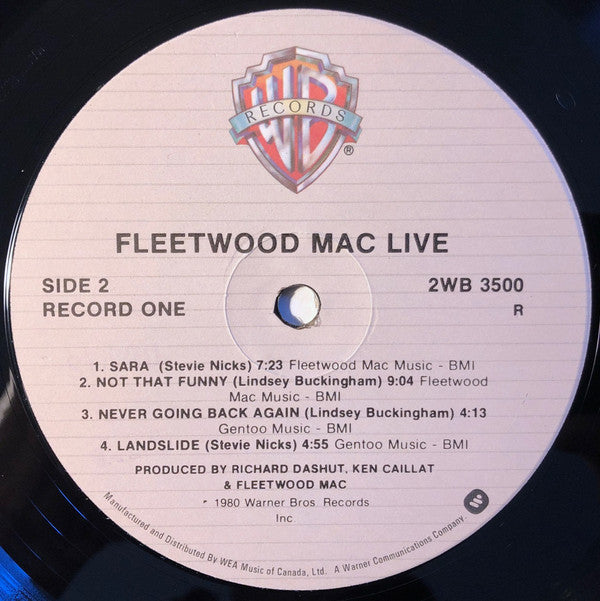 WB
RECORDS
®
FLEETWOOD MAC LIVE
SIDE 2
RECORD ONE
2WB 3500
R
1. SARA (Stevie Nicks) 7:23 Fleetwood Mac Music - BMI
2. NOT THAT FUNNY (Lindsey Buckingham) 9:04 Fleetwood
Mac Music - BMI
3. NEVER GOING BACK AGAIN (Lindsey Buckingham) 4:13
Gentoo Music - BMI
4. LANDSLIDE (Stevie Nicks) 4:55 Gentoo Music - BMI
PRODUCED BY RICHARD DASHUT, KEN CAILLAT
& FLEETWOOD MAC
1980 Warner Bros. Records
Inc
Manufactured and Distributed By WEA Music of Canada, Ltd. A Warner Communications Company.